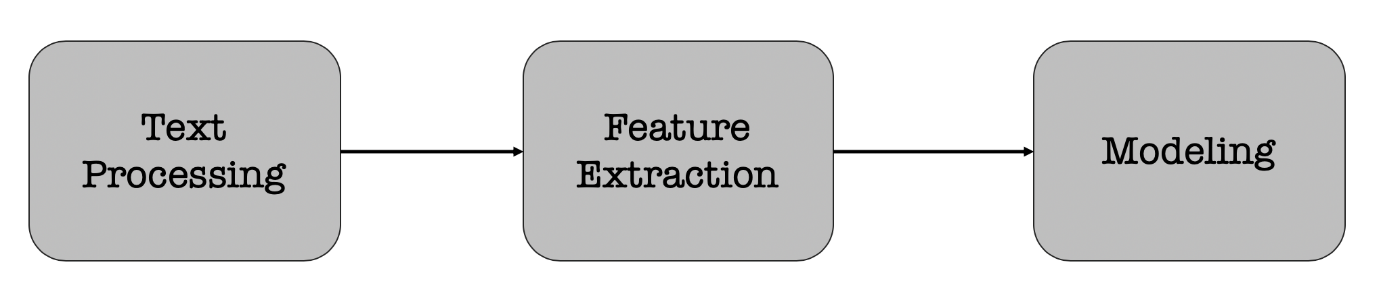 Text
Processing
Feature
Extraction
Modeling